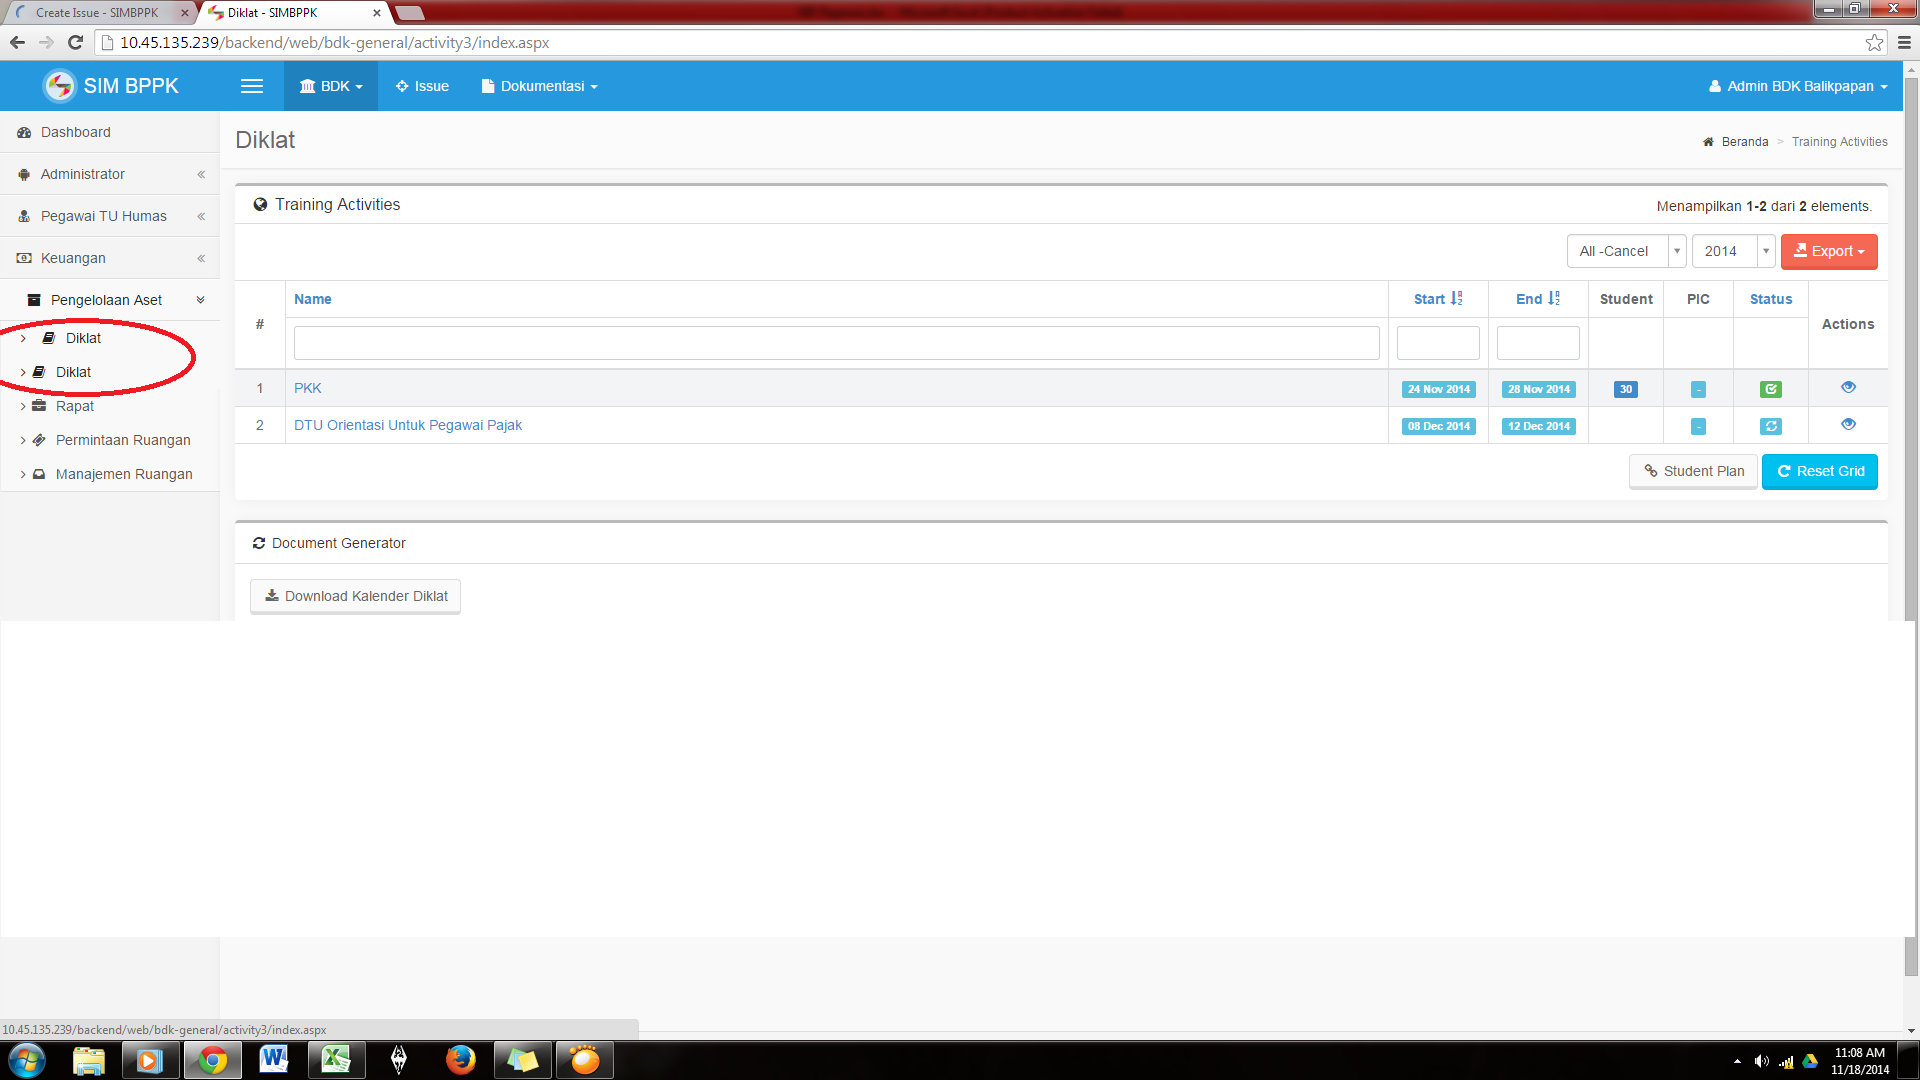 Create Issue - SIMBPPK
Diklat - SIMBPPK
10.45.135.239/backend/web/bdk-general/activity3/index.aspx
SIM BPPK
BDK
Issue
Dokumentasi
Admin BDK Balikpapan
Dashboard
Administrator
Pegawai TU Humas
Keuangan
Pengelolaan Aset
Diklat
Diklat
Rapat
Permintaan Ruangan
Manajemen Ruangan
Diklat
Beranda > Training Activities
Training Activities
Menampilkan 1-2 dari 2 elements.
All -Cancel
2014
Export
# Name Start End Student PIC Status Actions
1 PKK 24 Nov 2014 28 Nov 2014 30 -
2 DTU Orientasi Untuk Pegawai Pajak 08 Dec 2014 12 Dec 2014 -
Student Plan
Reset Grid
Document Generator
Download Kalender Diklat
10.45.135.239/backend/web/bdk-general/activity3/index.aspx
11:08 AM
11/18/2014